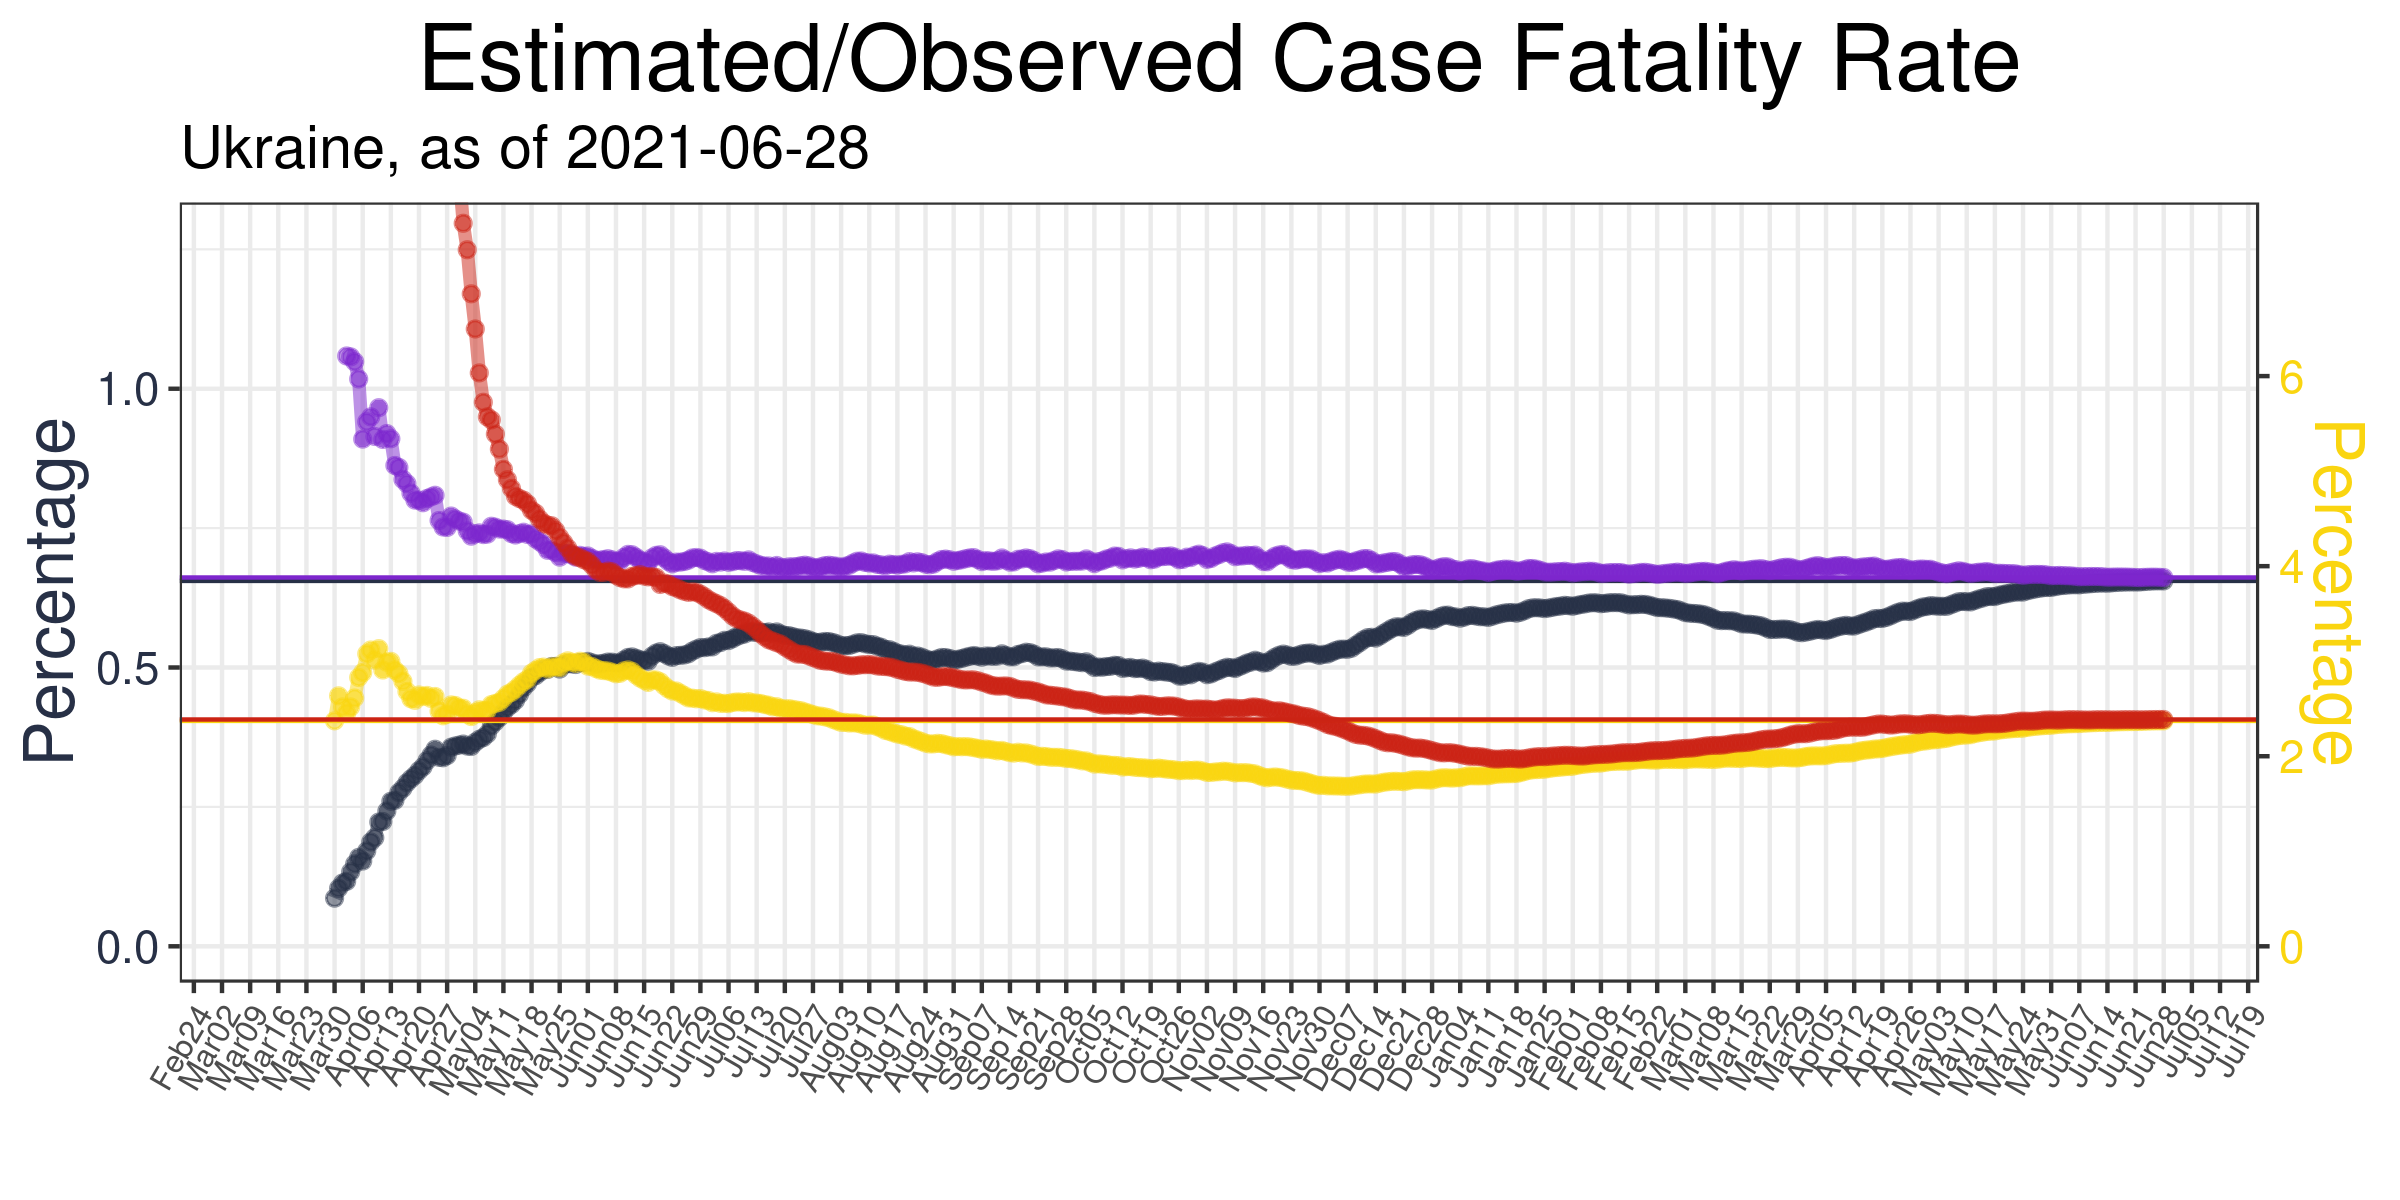 Estimated/Observed Case Fatality Rate
Ukraine, as of 2021-06-28
Percentage
1.0
0.5
0.0
6
4
2
0
Percentage
Feb24
Mar02
Mar09
Mar16
Mar23
Mar30
Apr06
Apr13
Apr20
Apr27
May04
May11
May18
May25
Jun01
Jun08
Jun15
Jun22
Jun29
Jul06
Jul13
Jul20
Jul27
Aug03
Aug10
Aug17
Aug24
Aug31
Sep07
Sep14
Sep21
Sep28
Oct05
Oct12
Oct19
Oct26
Nov02
Nov09
Nov16
Nov23
Nov30
Dec07
Dec14
Dec21
Dec28
Jan04
Jan11
Jan18
Jan25
Feb01
Feb08
Feb15
Feb22
Mar01
Mar08
Mar15
Mar22
Mar29
Apr05
Apr12
Apr19
Apr26
May03
May10
May17
May24
May31
May07
Jun14
Jun21
Jun28
Jul05
Jul12
Jul19